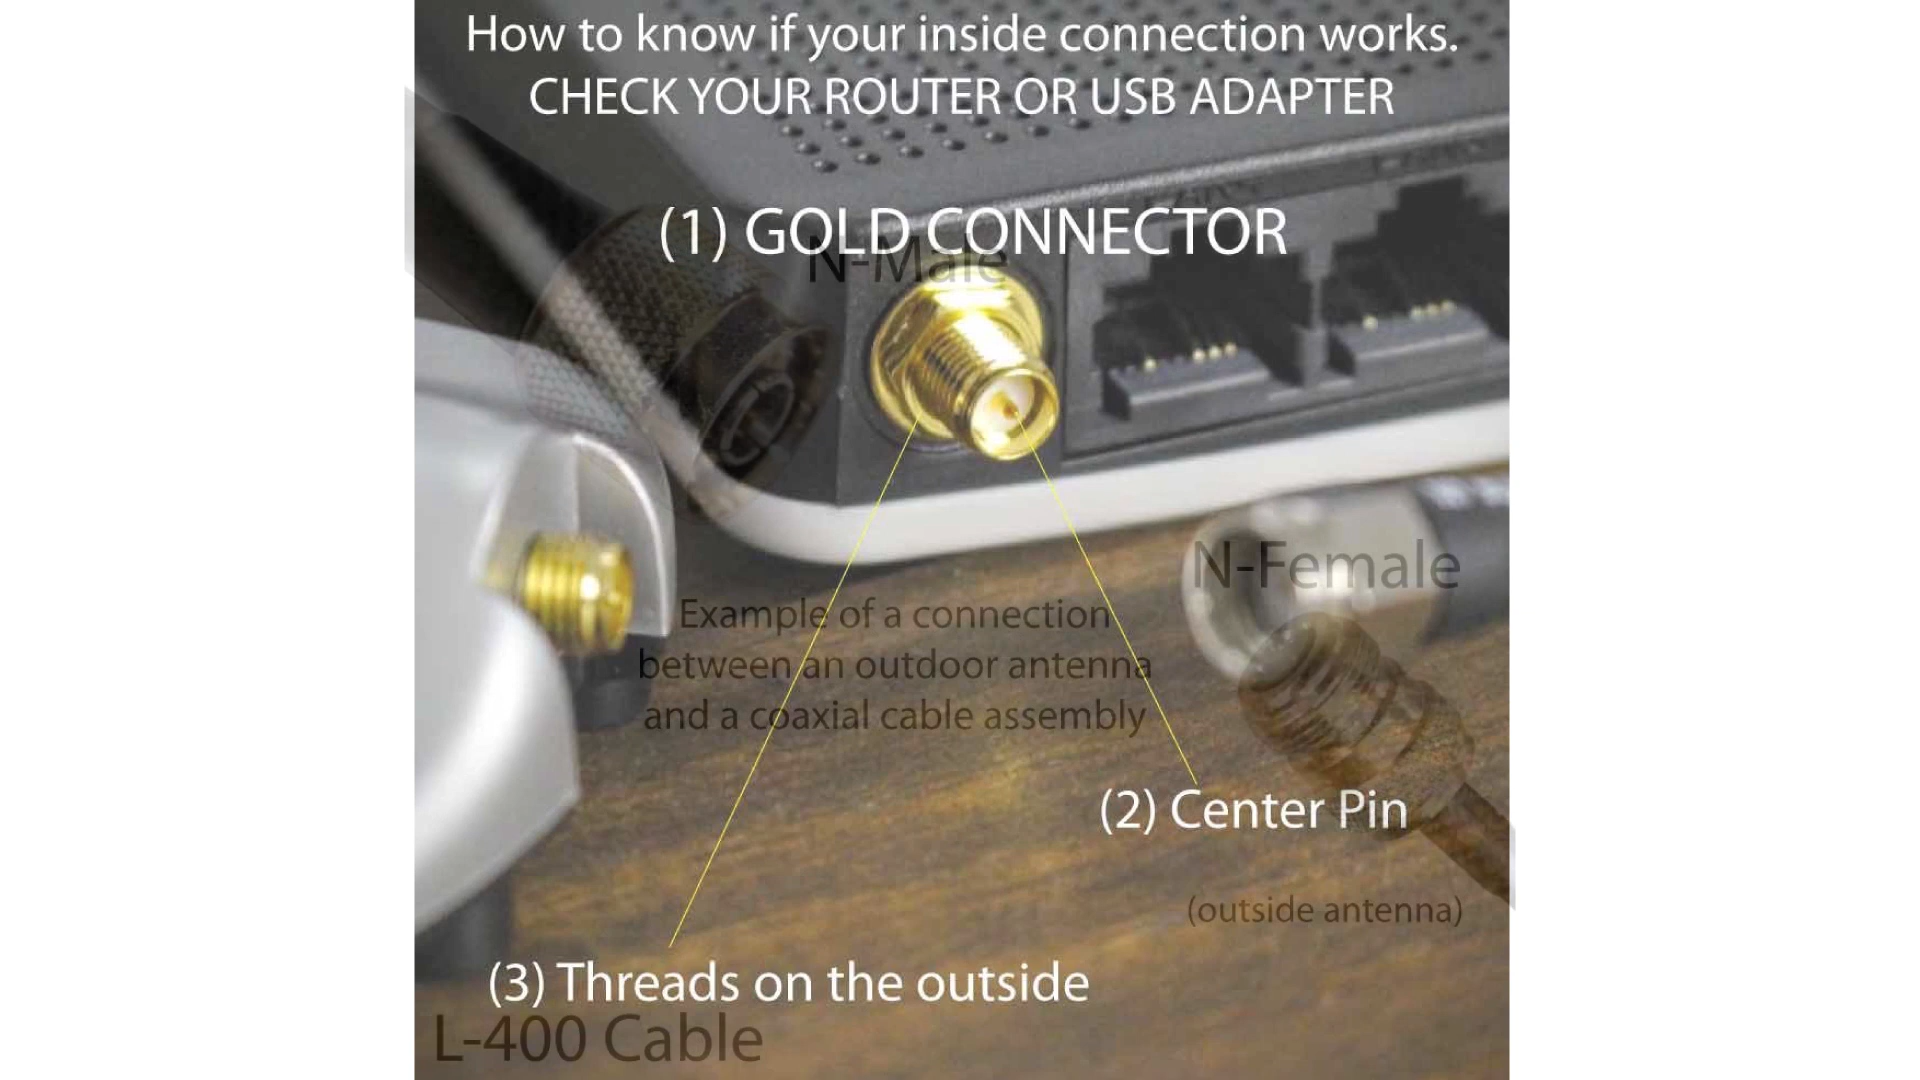 How to know if your inside connection works.
CHECK YOUR ROUTER OR USB ADAPTER
(1) GOLD CONNECTOR
N-Male
N-Female
Example of a connection
between an outdoor antenna
and a coaxial cable assembly
(2) Center Pin
(outside antenna)
(3) Threads on the outside
L-400 Cable